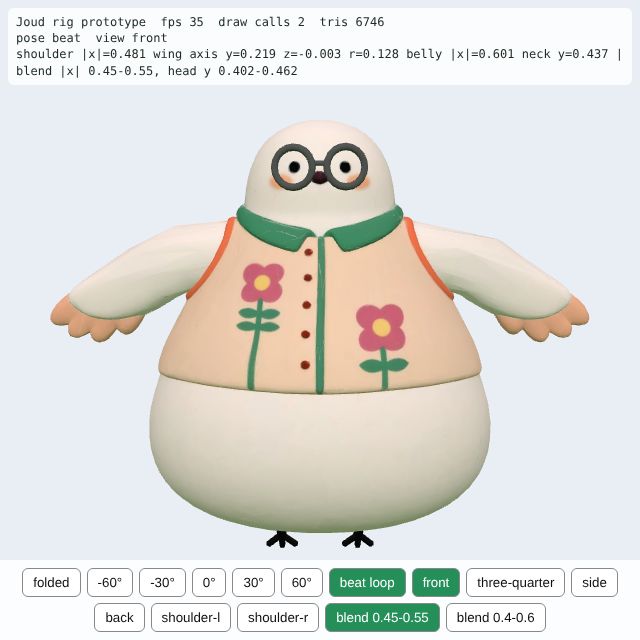 Joud rig prototype  fps 35  draw calls 2  tris 6746
pose beat  view front
shoulder |x|=0.481 wing axis y=0.219 z=-0.003 r=0.128 belly |x|=0.601 neck y=0.437 |
blend |x| 0.45-0.55, head y 0.402-0.462
folded -60° -30° 0° 30° 60° beat loop front three-quarter side
back shoulder-l shoulder-r blend 0.45-0.55 blend 0.4-0.6